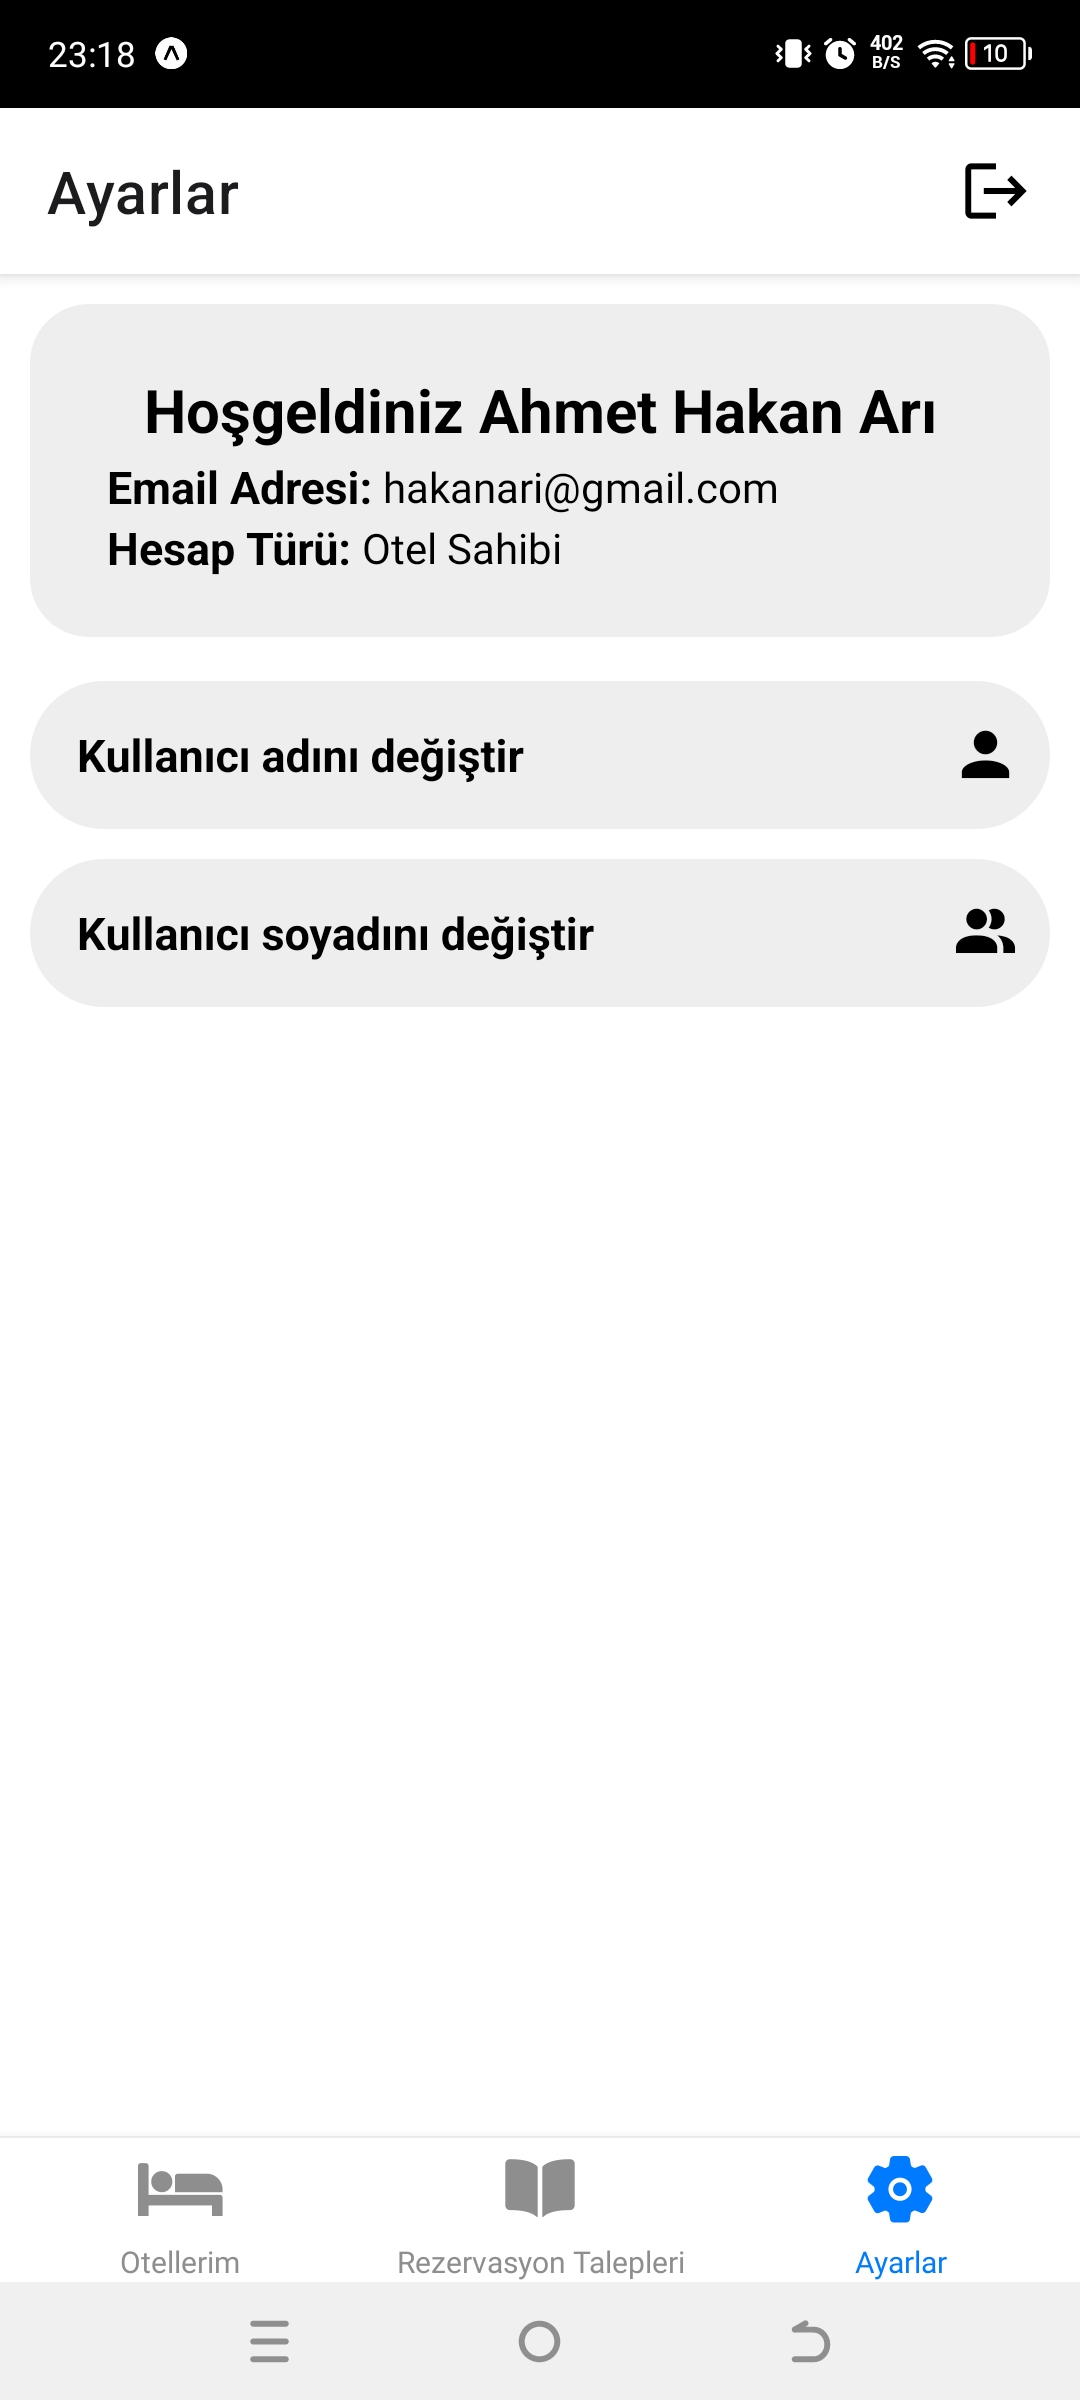 23:18
402
B/S
10
Ayarlar
Hoşgeldiniz Ahmet Hakan Arı
Email Adresi: hakanari@gmail.com
Hesap Türü: Otel Sahibi
Kullanıcı adını değiştir
Kullanıcı soyadını değiştir
Otellerim
Rezervasyon Talepleri
Ayarlar